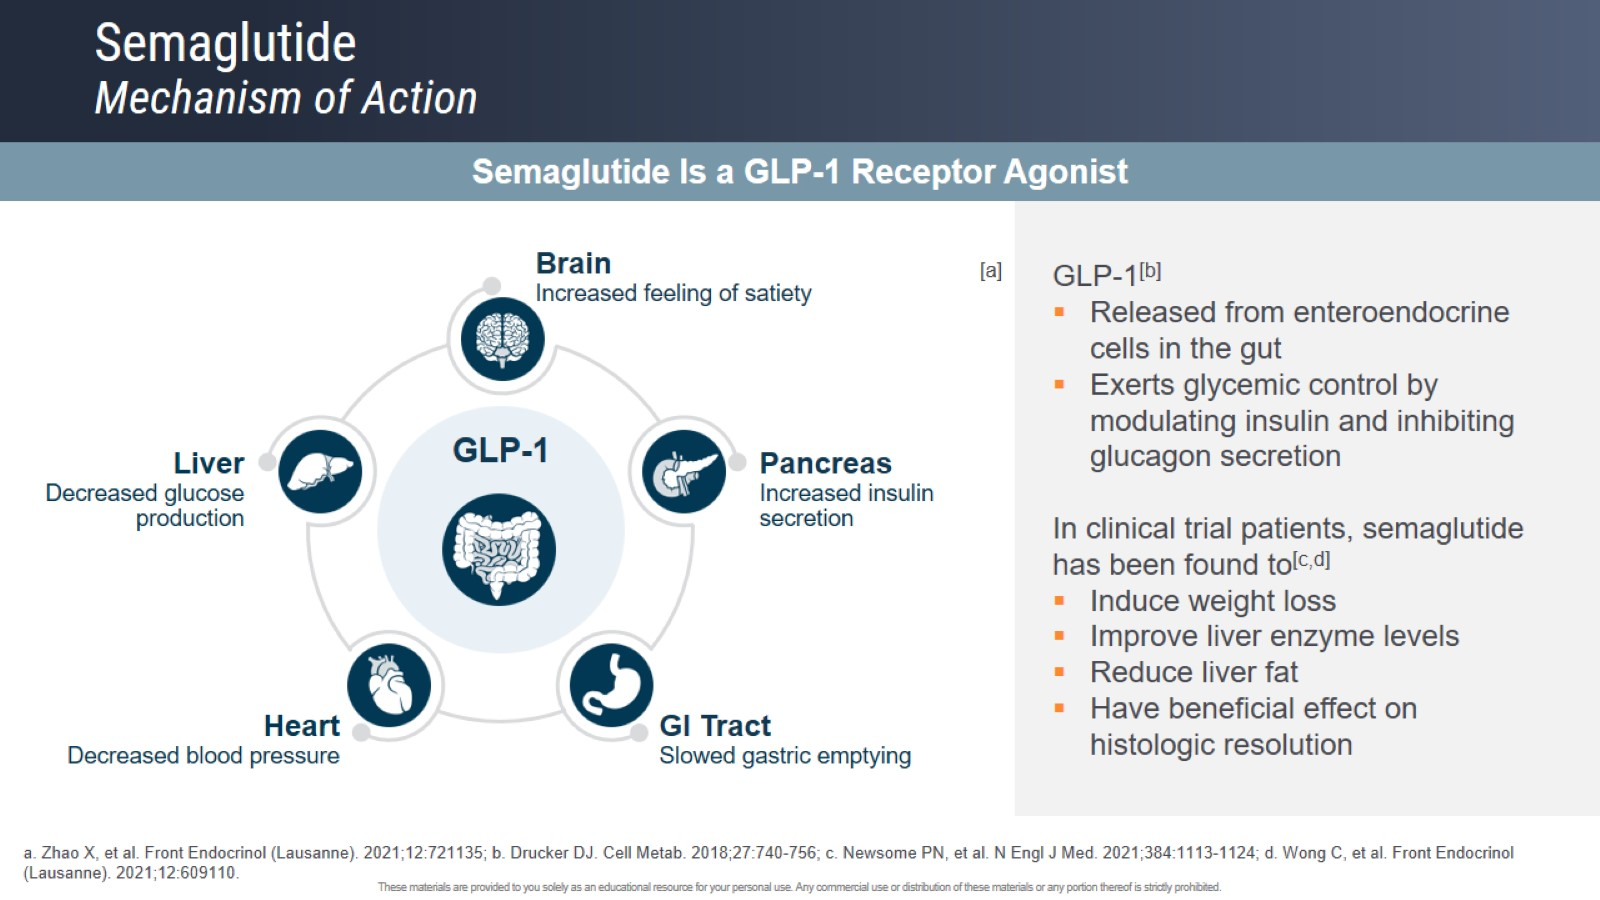 Semaglutide
Mechanism of Action
Semaglutide Is a GLP-1 Receptor Agonist
Brain
Increased feeling of satiety
[a]
Liver
Decreased glucose
production
GLP-1
Pancreas
Increased insulin
secretion
Heart
Decreased blood pressure
GI Tract
Slowed gastric emptying
GLP-1[b]
▪ Released from enteroendocrine
cells in the gut
▪ Exerts glycemic control by
modulating insulin and inhibiting
glucagon secretion
In clinical trial patients, semaglutide
has been found to[c,d]
▪ Induce weight loss
▪ Improve liver enzyme levels
▪ Reduce liver fat
▪ Have beneficial effect on
histologic resolution
a. Zhao X, et al. Front Endocrinol (Lausanne). 2021;12:721135; b. Drucker DJ. Cell Metab. 2018;27:740-756; c. Newsome PN, et al. N Engl J Med. 2021;384:1113-1124; d. Wong C, et al. Front Endocrinol
(Lausanne). 2021;12:609110.
These materials are provided to you solely as an educational resource for your personal use. Any commercial use or distribution of these materials or any portion thereof is strictly prohibited.